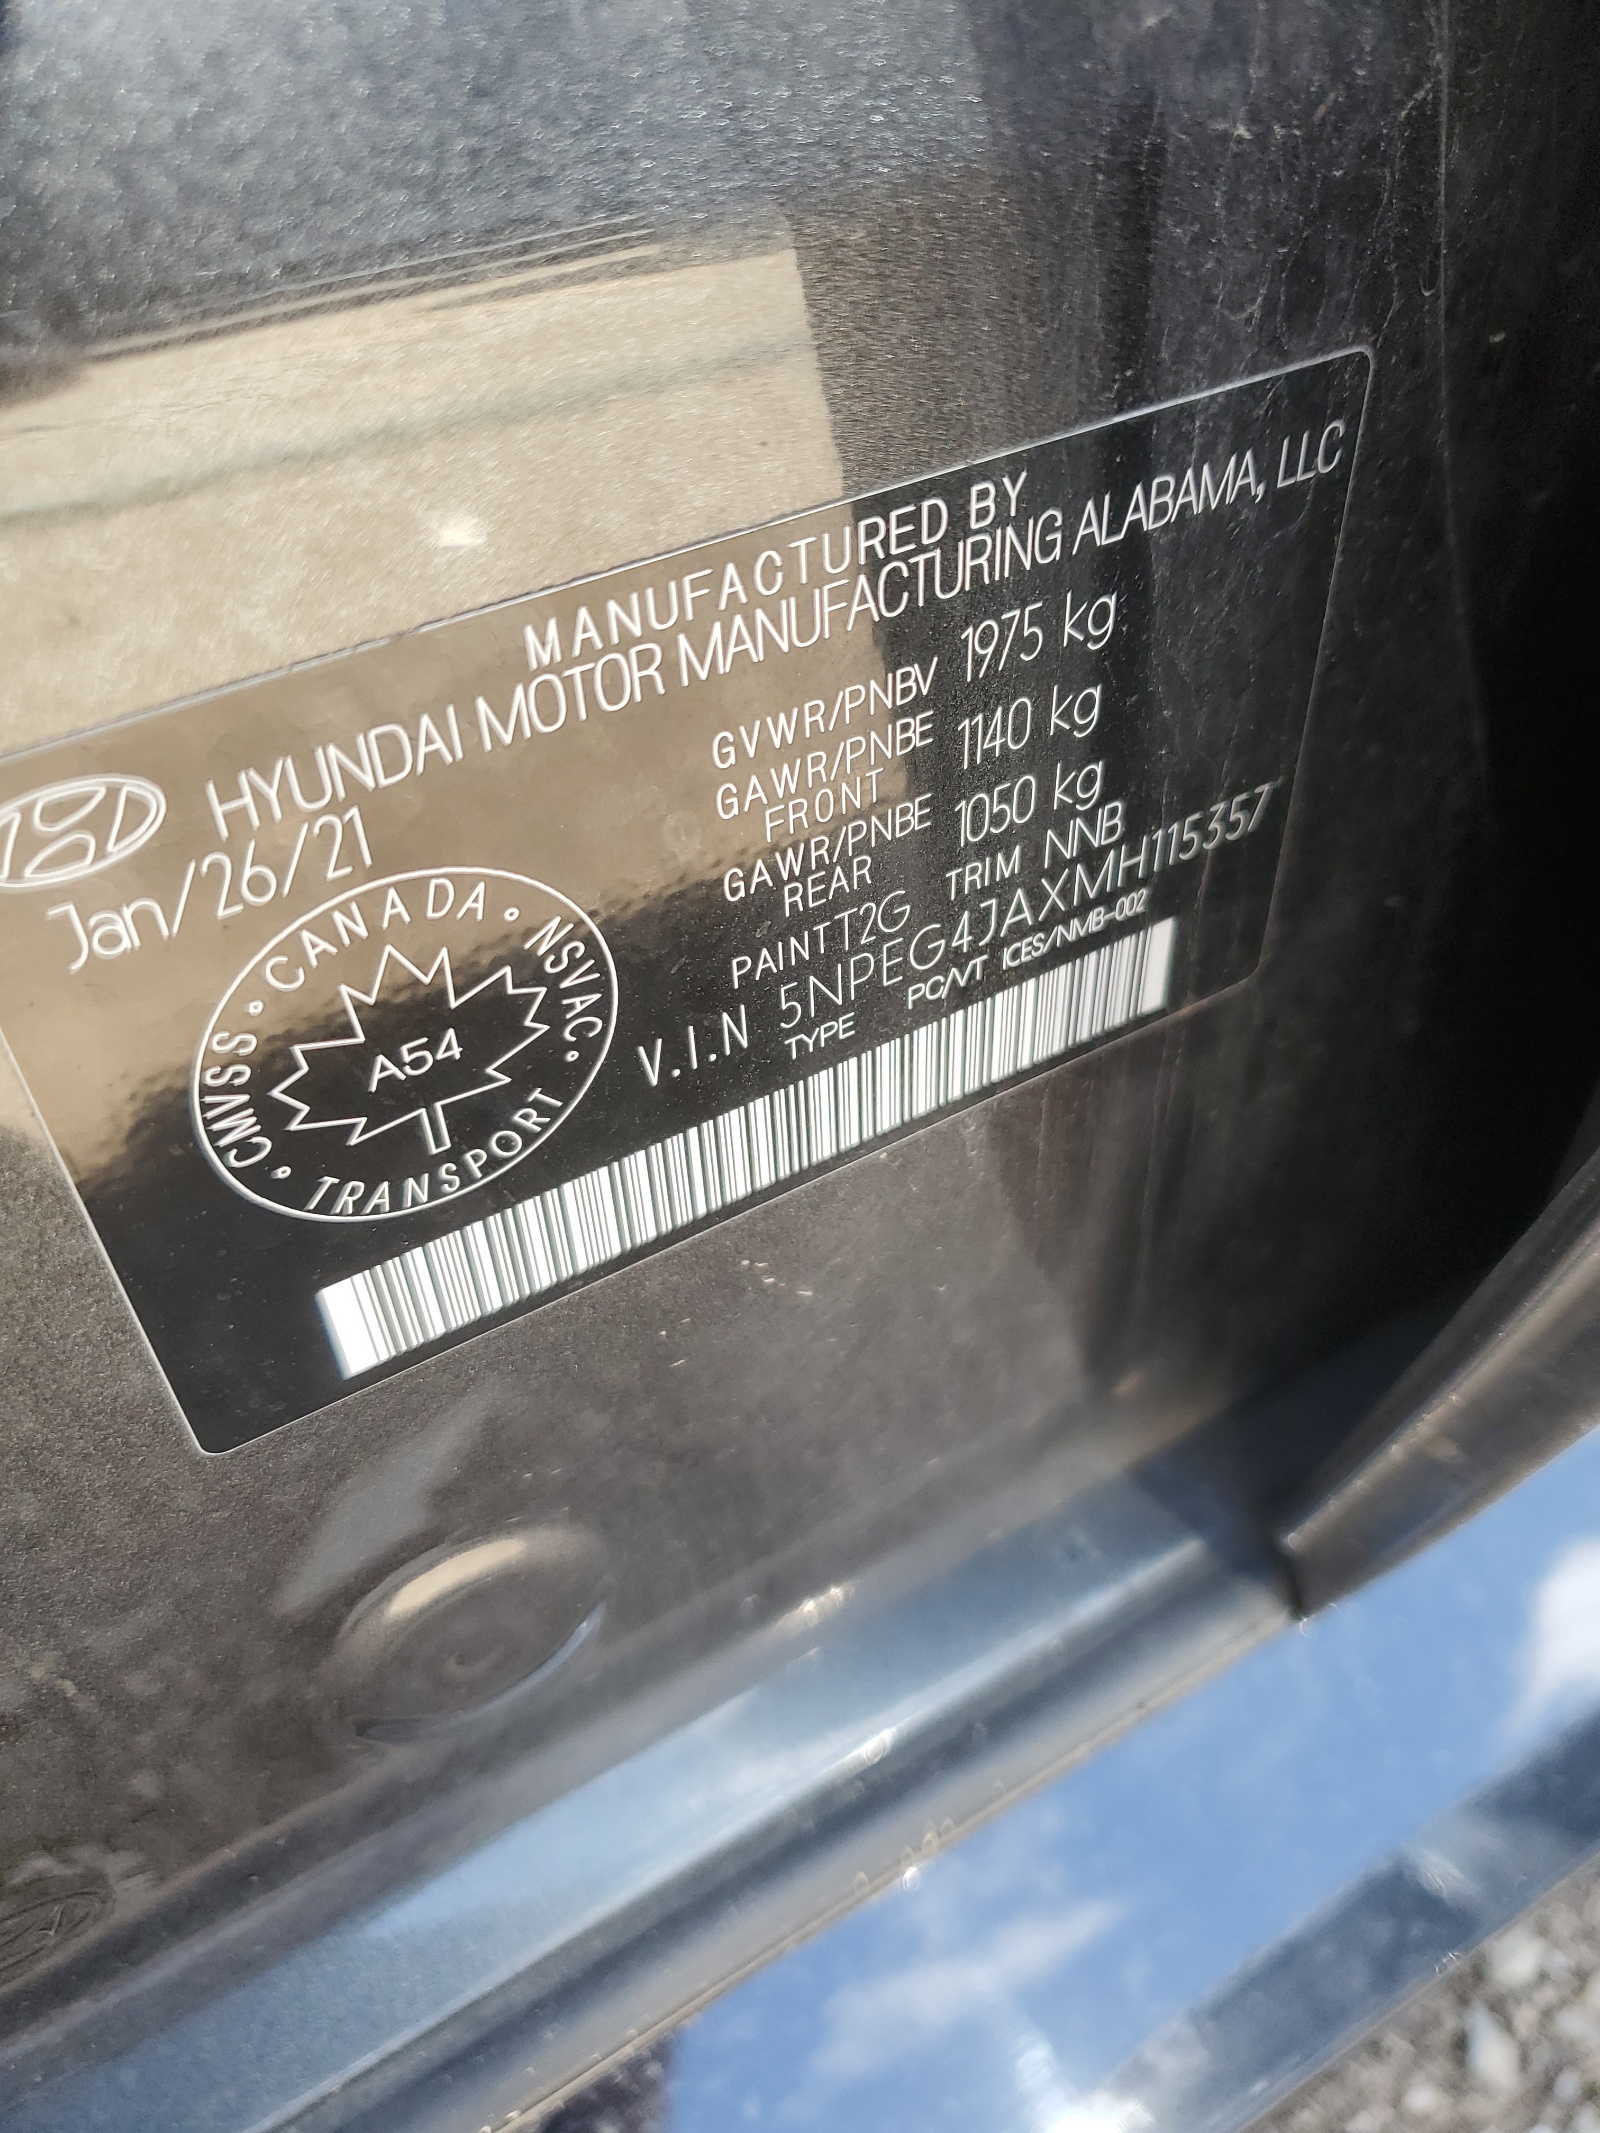 MANUFACTURED BY
HYUNDAI MOTOR MANUFACTURING ALABAMA, LLC
Jan/26/21
GVWR/PNBV 1975 kg
GAWR/PNBE 1140 kg
FRONT
GAWR/PNBE 1050 kg
REAR
PAINT T2G TRIM NNB
V.I.N 5NPEG4JAXMH115357
TYPE PC/VT ICES/NMB-002
CANADA · NSVAC ·
A54
TRANSPORT
· CMVSS ·